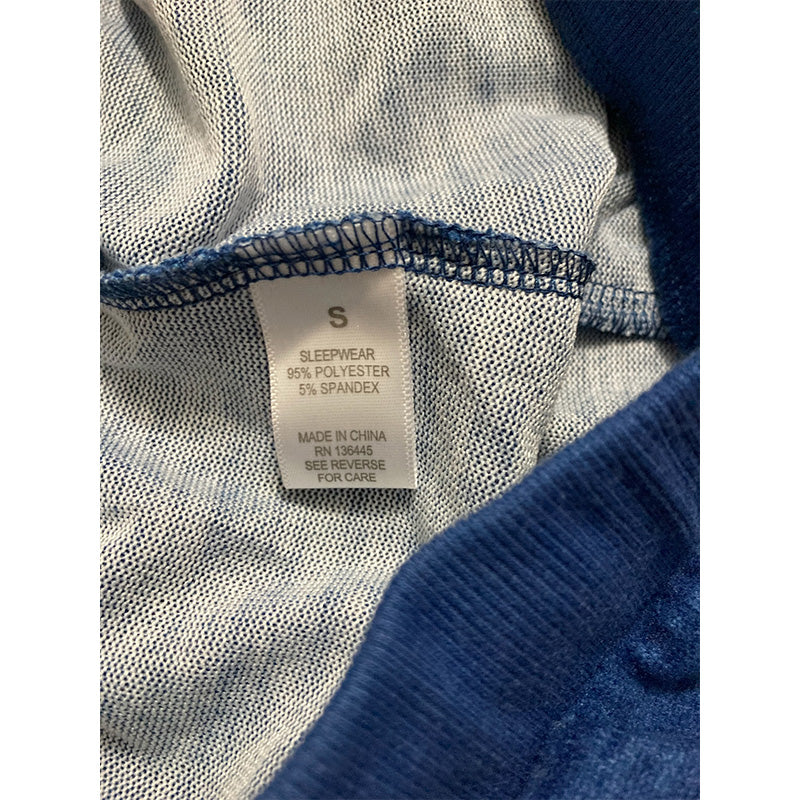 S
SLEEPWEAR
95% POLYESTER
5% SPANDEX
MADE IN CHINA
RN 136445
SEE REVERSE
FOR CARE